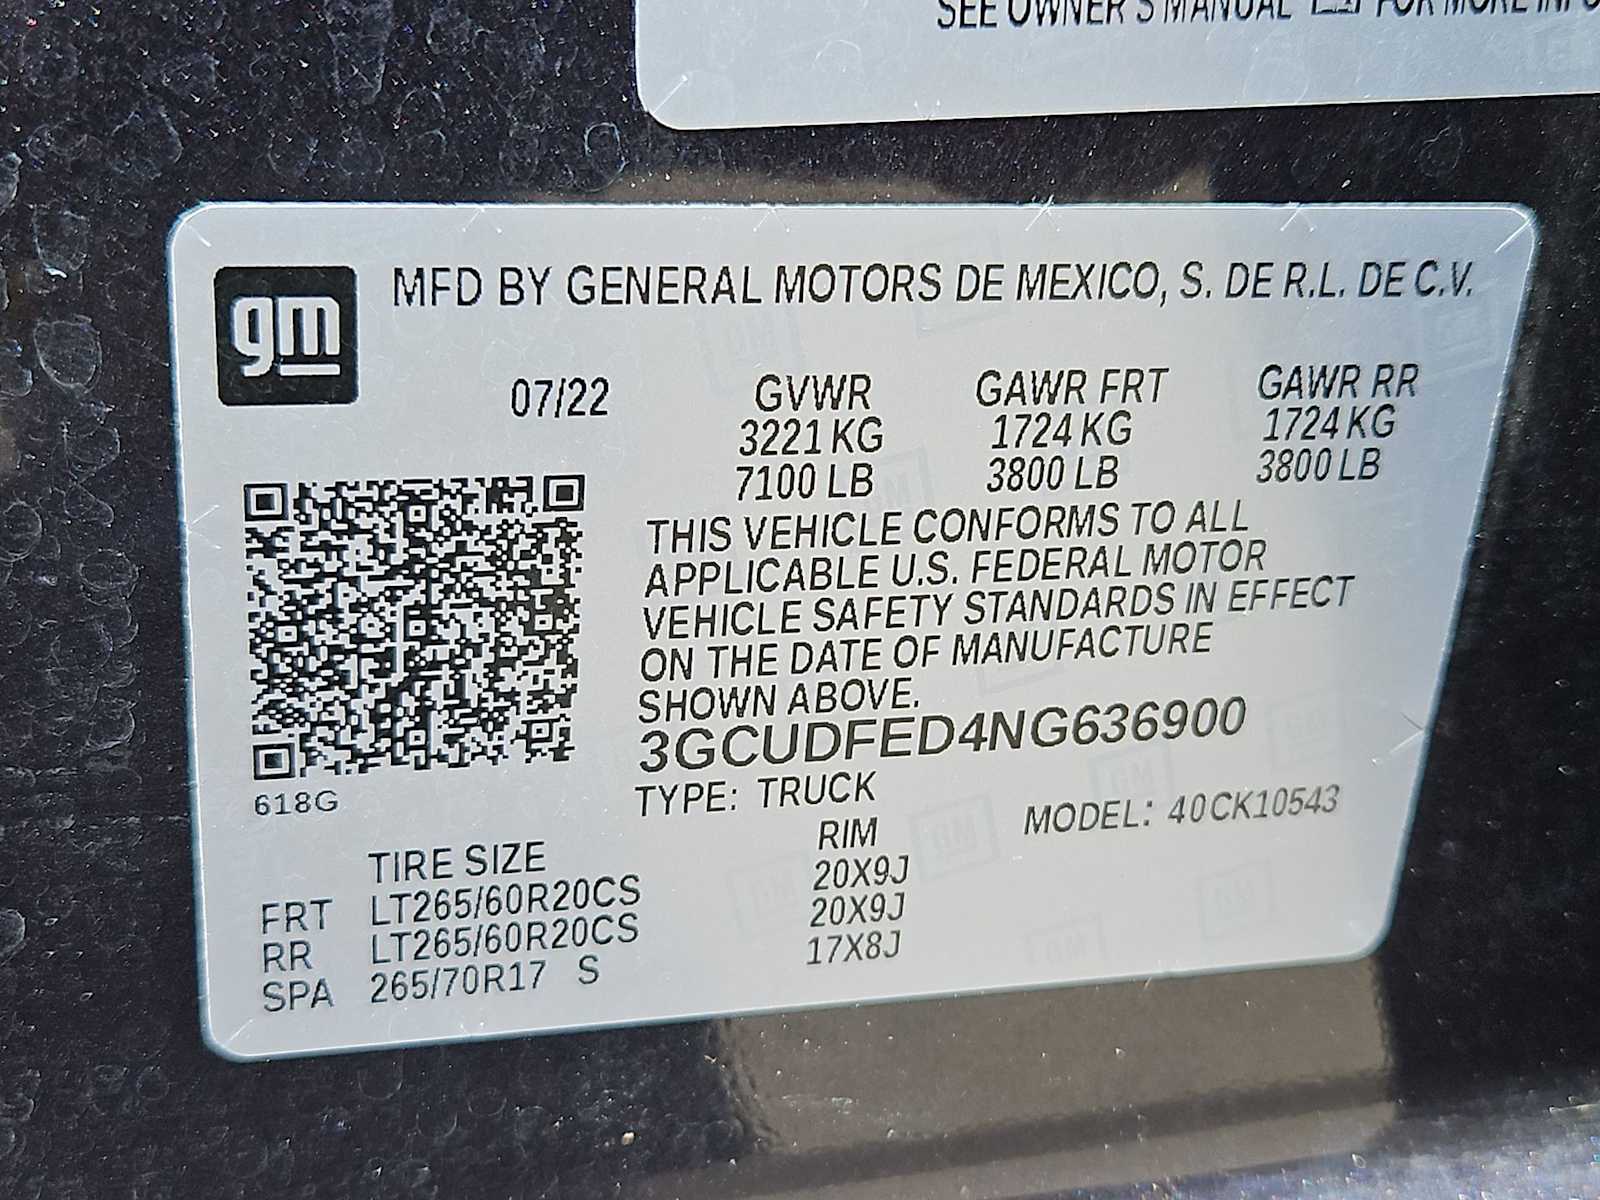 SEE OWNER'S MANUAL FOR MORE INFO
gm
MFD BY GENERAL MOTORS DE MEXICO, S. DE R.L. DE C.V.
07/22 GVWR GAWR FRT GAWR RR
3221 KG 1724 KG 1724 KG
7100 LB 3800 LB 3800 LB
THIS VEHICLE CONFORMS TO ALL
APPLICABLE U.S. FEDERAL MOTOR
VEHICLE SAFETY STANDARDS IN EFFECT
ON THE DATE OF MANUFACTURE
SHOWN ABOVE.
3GCUDFED4NG636900
618G
TYPE: TRUCK MODEL: 40CK10543
TIRE SIZE RIM
FRT LT265/60R20CS 20X9J
RR LT265/60R20CS 20X9J
SPA 265/70R17 S 17X8J